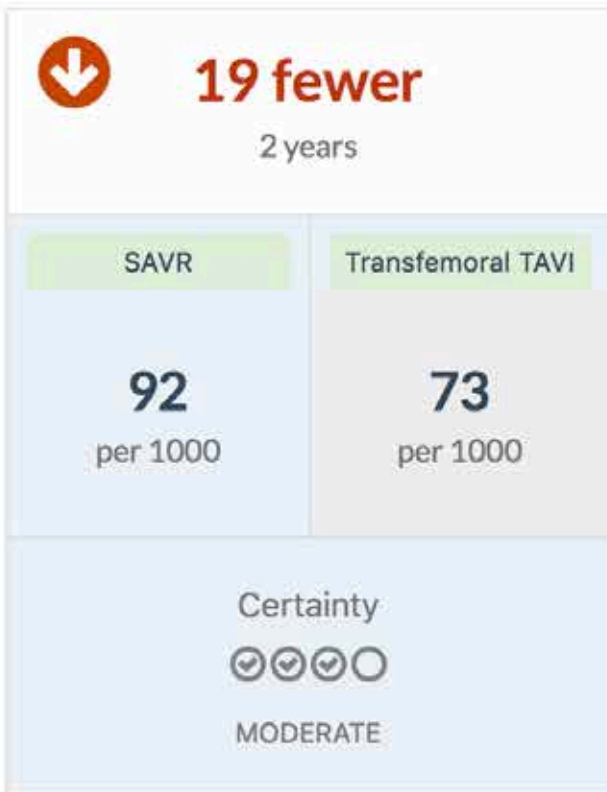 19 fewer
2 years
SAVR
Transfemoral TAVI
92
73
per 1000
per 1000
Certainty
MODERATE